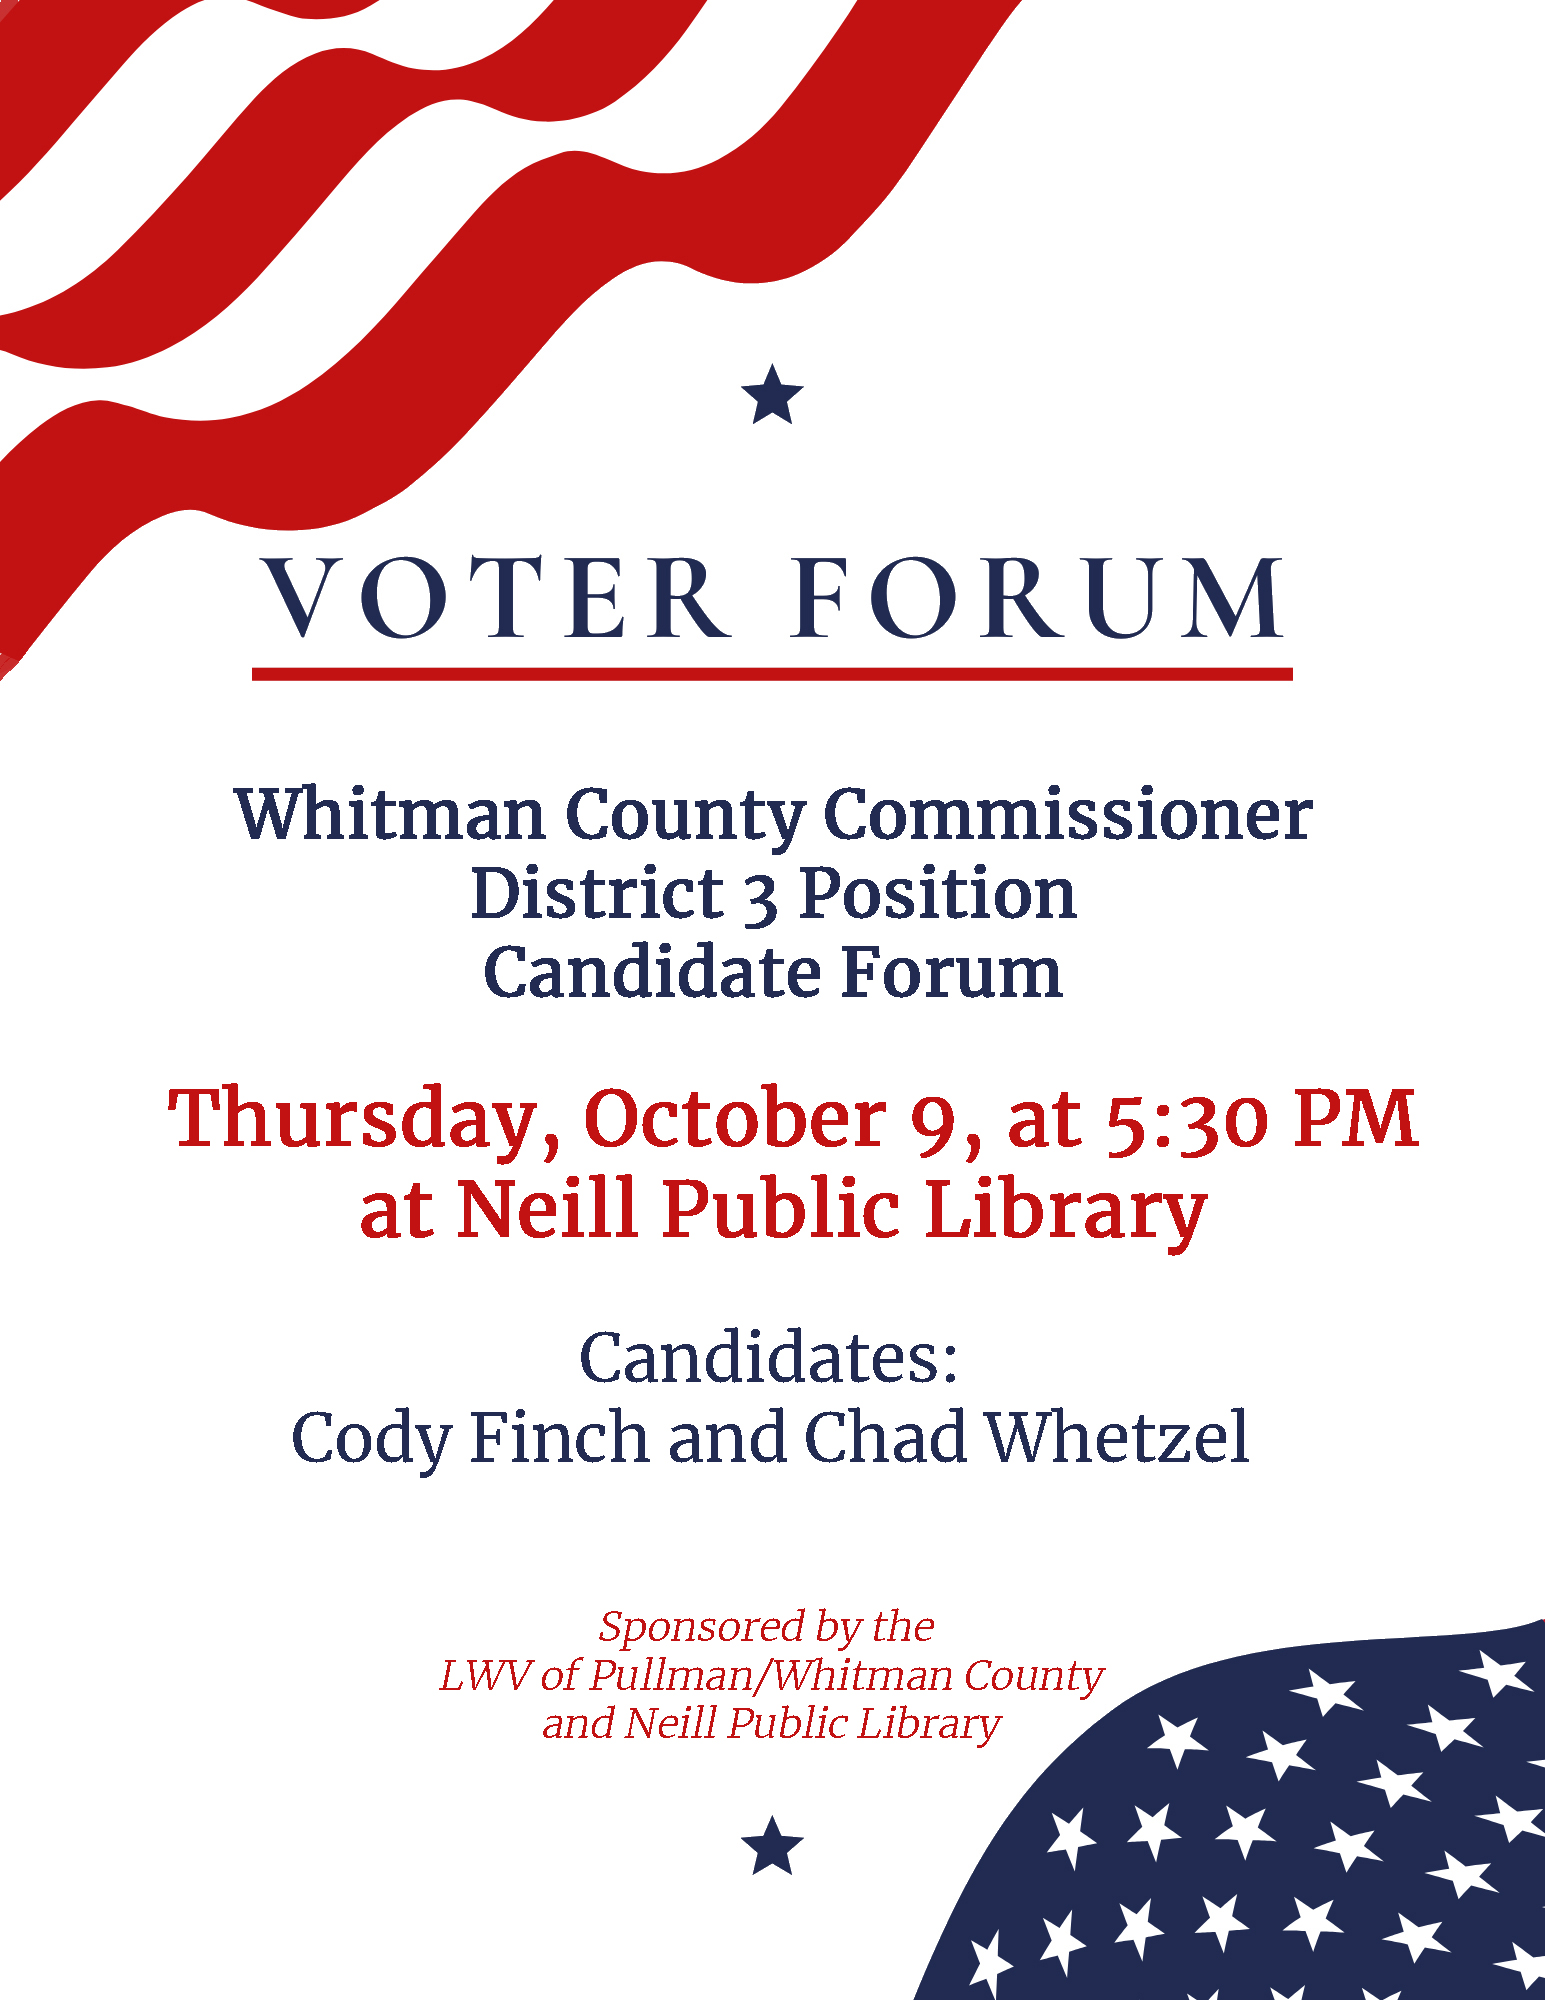 VOTER FORUM
Whitman County Commissioner
District 3 Position
Candidate Forum
Thursday, October 9, at 5:30 PM
at Neill Public Library
Candidates:
Cody Finch and Chad Whetzel
Sponsored by the
LWV of Pullman/Whitman County
and Neill Public Library